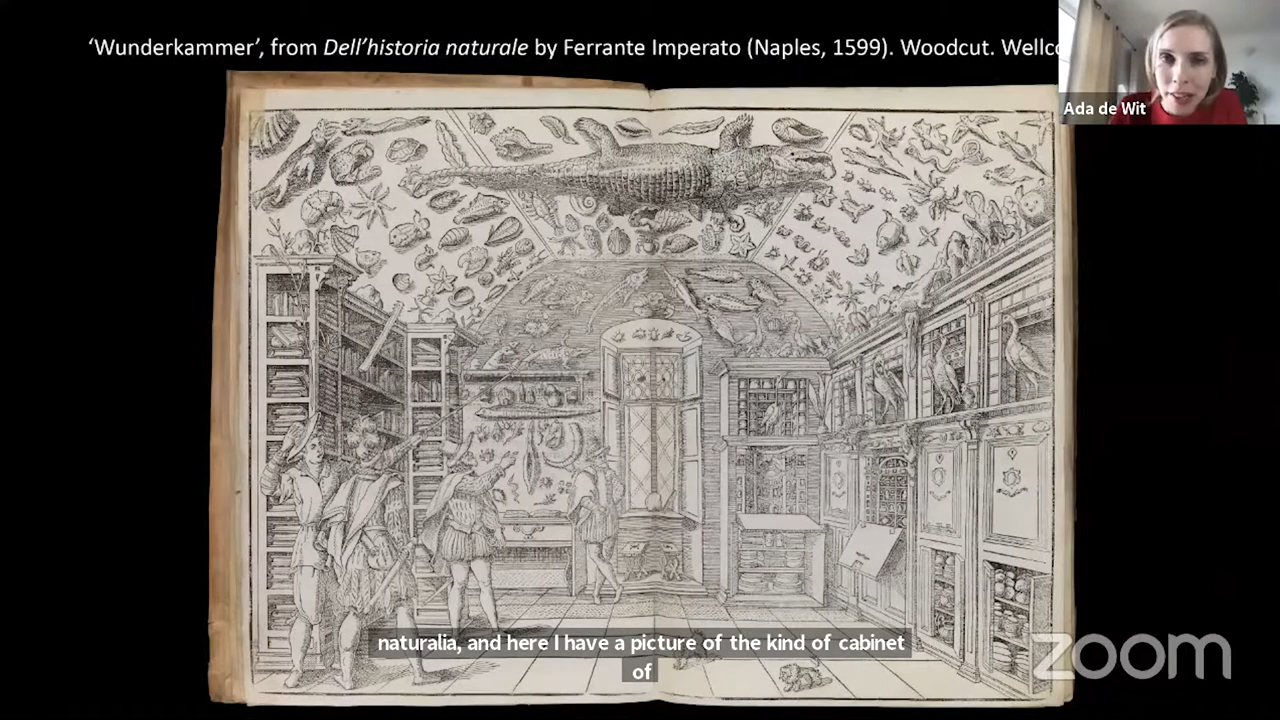 ‘Wunderkammer’, from Dell’historia naturale by Ferrante Imperato (Naples, 1599). Woodcut. Wellc
Ada de Wit
naturalia, and here I have a picture of the kind of cabinet
of
zoom